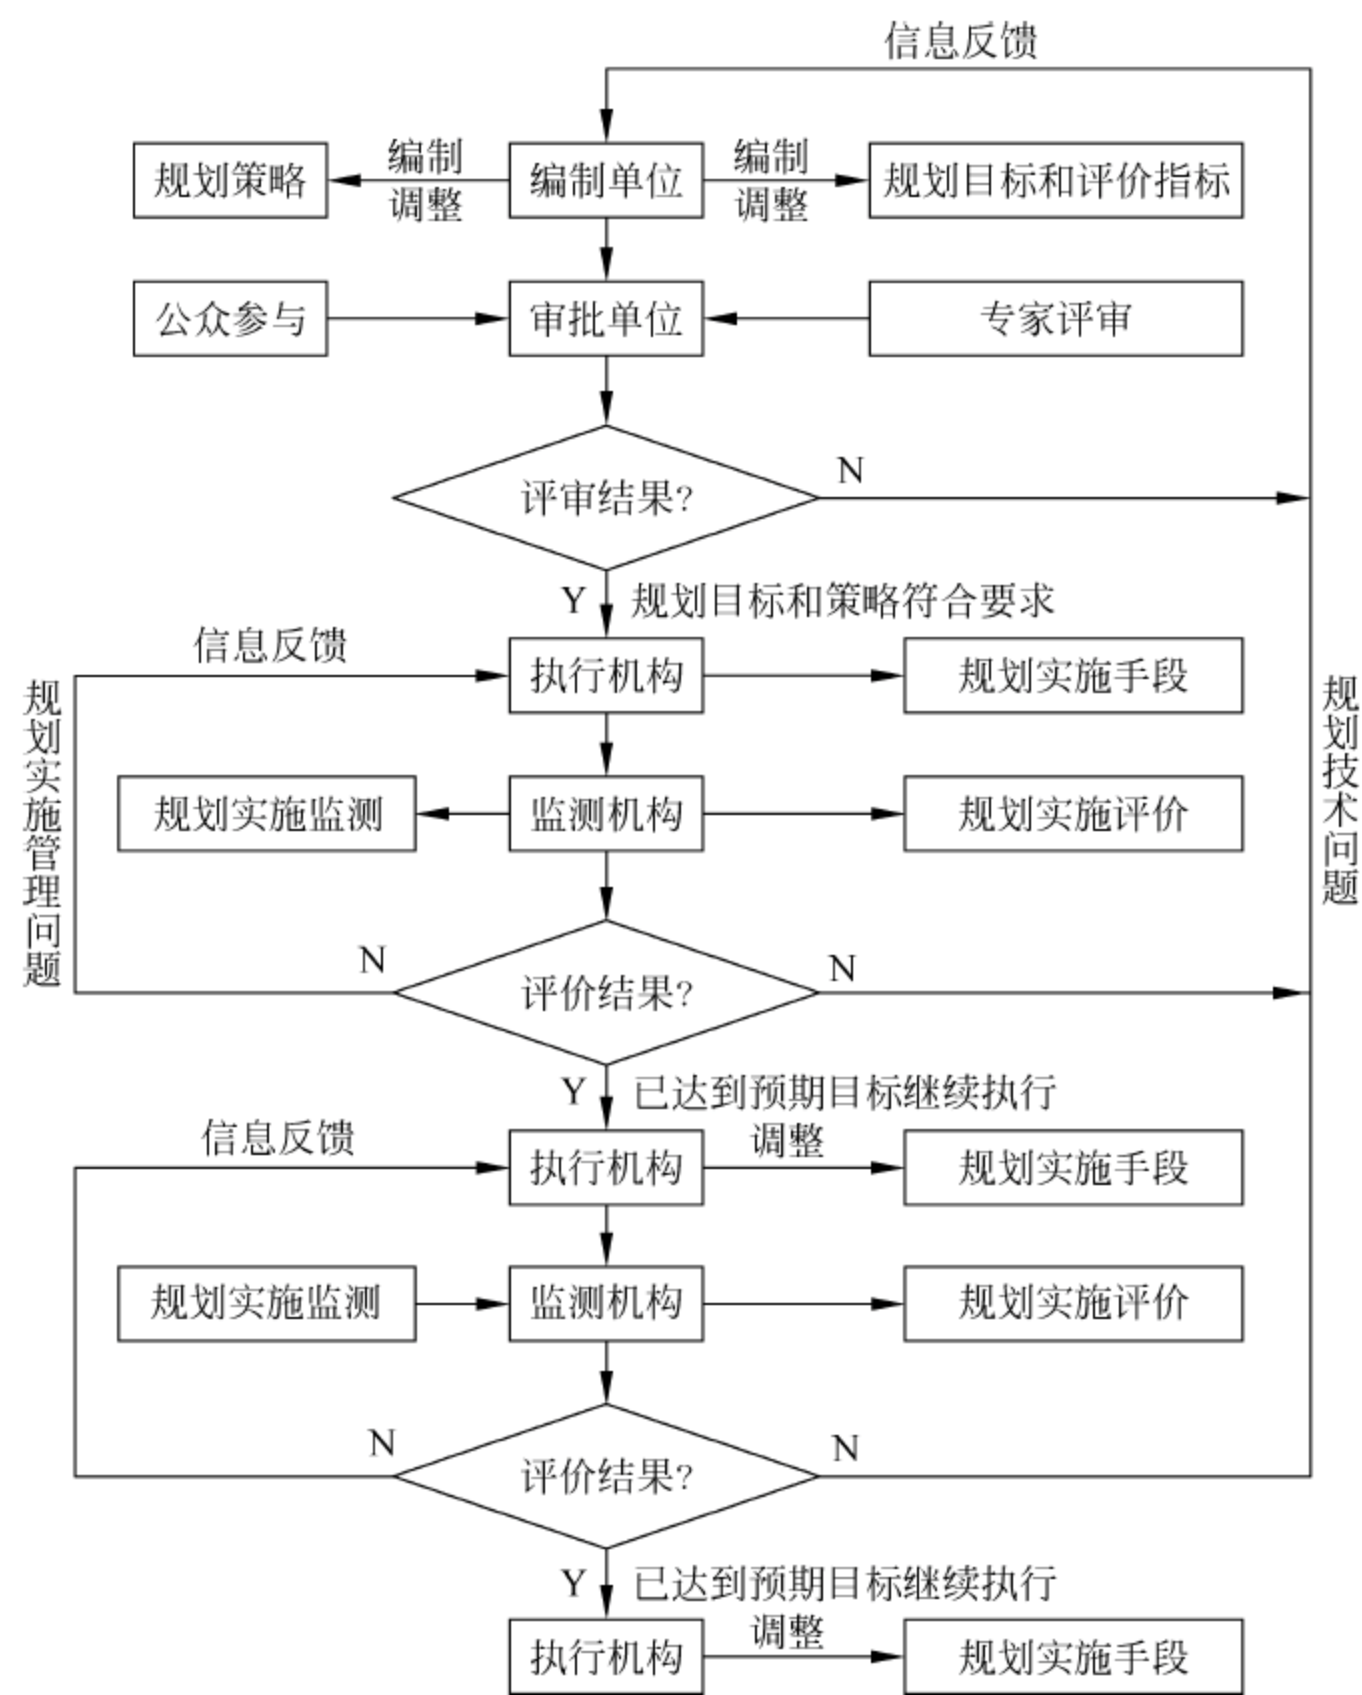 信息反馈
规划策略
编制
调整
编制单位
编制
调整
规划目标和评价指标
公众参与
审批单位
专家评审
评审结果?
N
Y
规划目标和策略符合要求
信息反馈
执行机构
规划实施手段
规划实施管理问题
规划技术问题
规划实施监测
监测机构
规划实施评价
N
评价结果?
N
Y
已达到预期目标继续执行
信息反馈
执行机构
调整
规划实施手段
规划实施监测
监测机构
规划实施评价
N
评价结果?
N
Y
已达到预期目标继续执行
执行机构
调整
规划实施手段